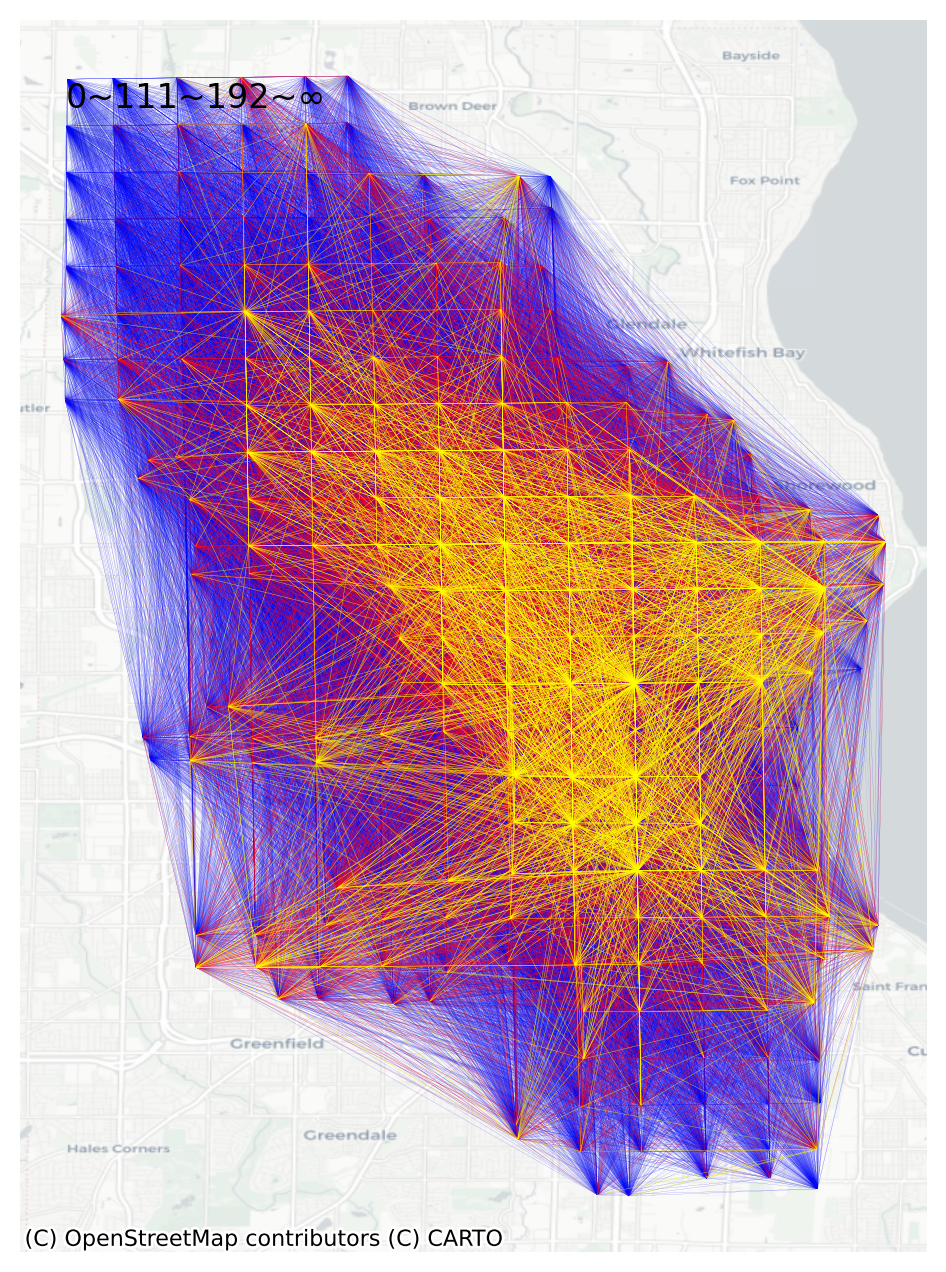 Bayside
0~111~192~∞
Brown Deer
Fox Point
Glendale
Whitefish Bay
utler
Shorewood
Saint Fran
Greenfield
Cu
Greendale
Hales Corners
(C) OpenStreetMap contributors (C) CARTO